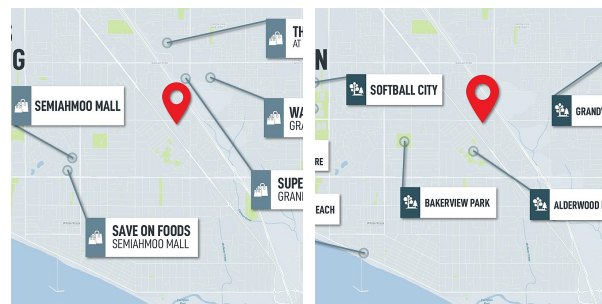 S
G
TH
AT
SEMIAHMOO MALL
WA
GRA
SUPE
GRAN
SAVE ON FOODS
SEMIAHMOO MALL
N
SOFTBALL CITY
GRAND
RE
BAKERVIEW PARK
EACH
ALDERWOOD